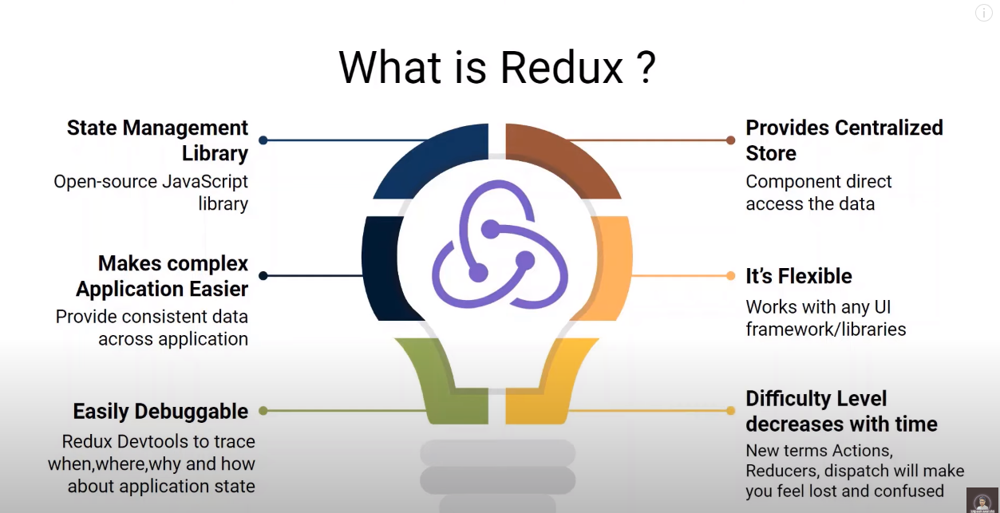 What is Redux ?
State Management
Library
Open-source JavaScript
library
Makes complex
Application Easier
Provide consistent data
across application
Easily Debuggable
Redux Devtools to trace
when,where,why and how
about application state
Provides Centralized
Store
Component direct
access the data
It's Flexible
Works with any UI
framework/libraries
Difficulty Level
decreases with time
New terms Actions,
Reducers, dispatch will make
you feel lost and confused